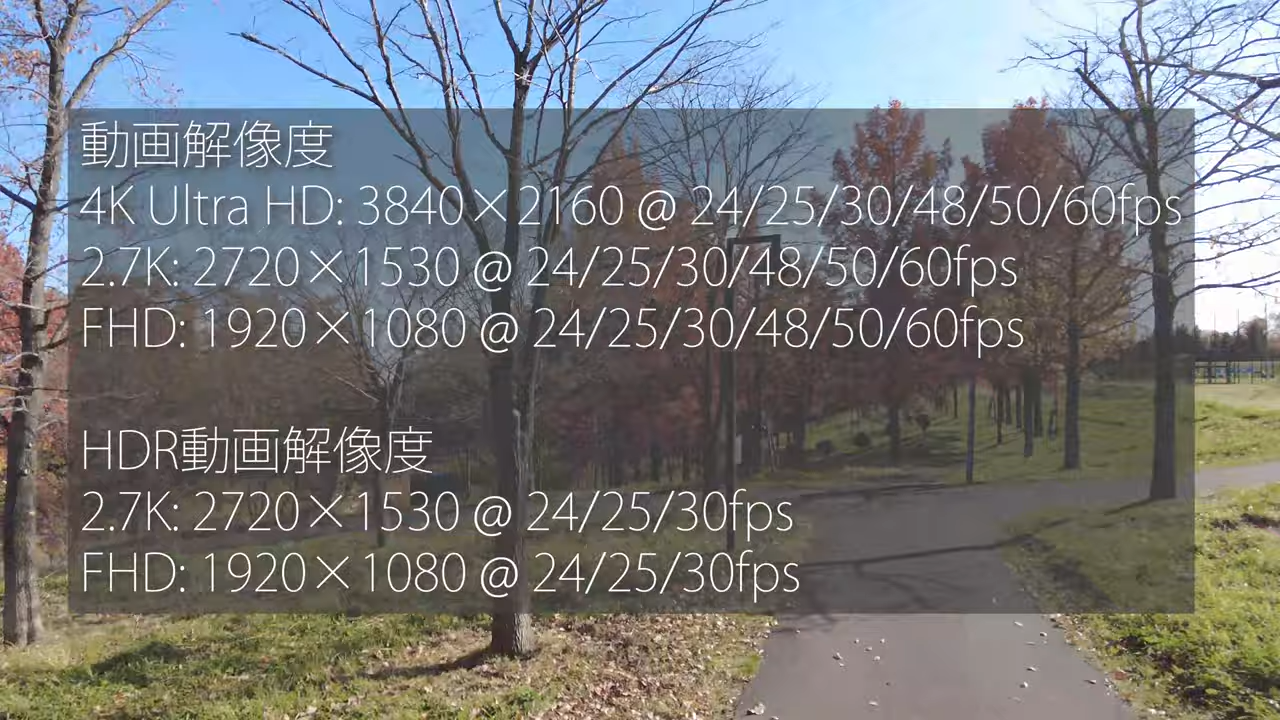 動画解像度
4K Ultra HD: 3840×2160 @ 24/25/30/48/50/60fps
2.7K: 2720×1530 @ 24/25/30/48/50/60fps
FHD: 1920×1080 @ 24/25/30/48/50/60fps
HDR動画解像度
2.7K: 2720×1530 @ 24/25/30fps
FHD: 1920×1080 @ 24/25/30fps